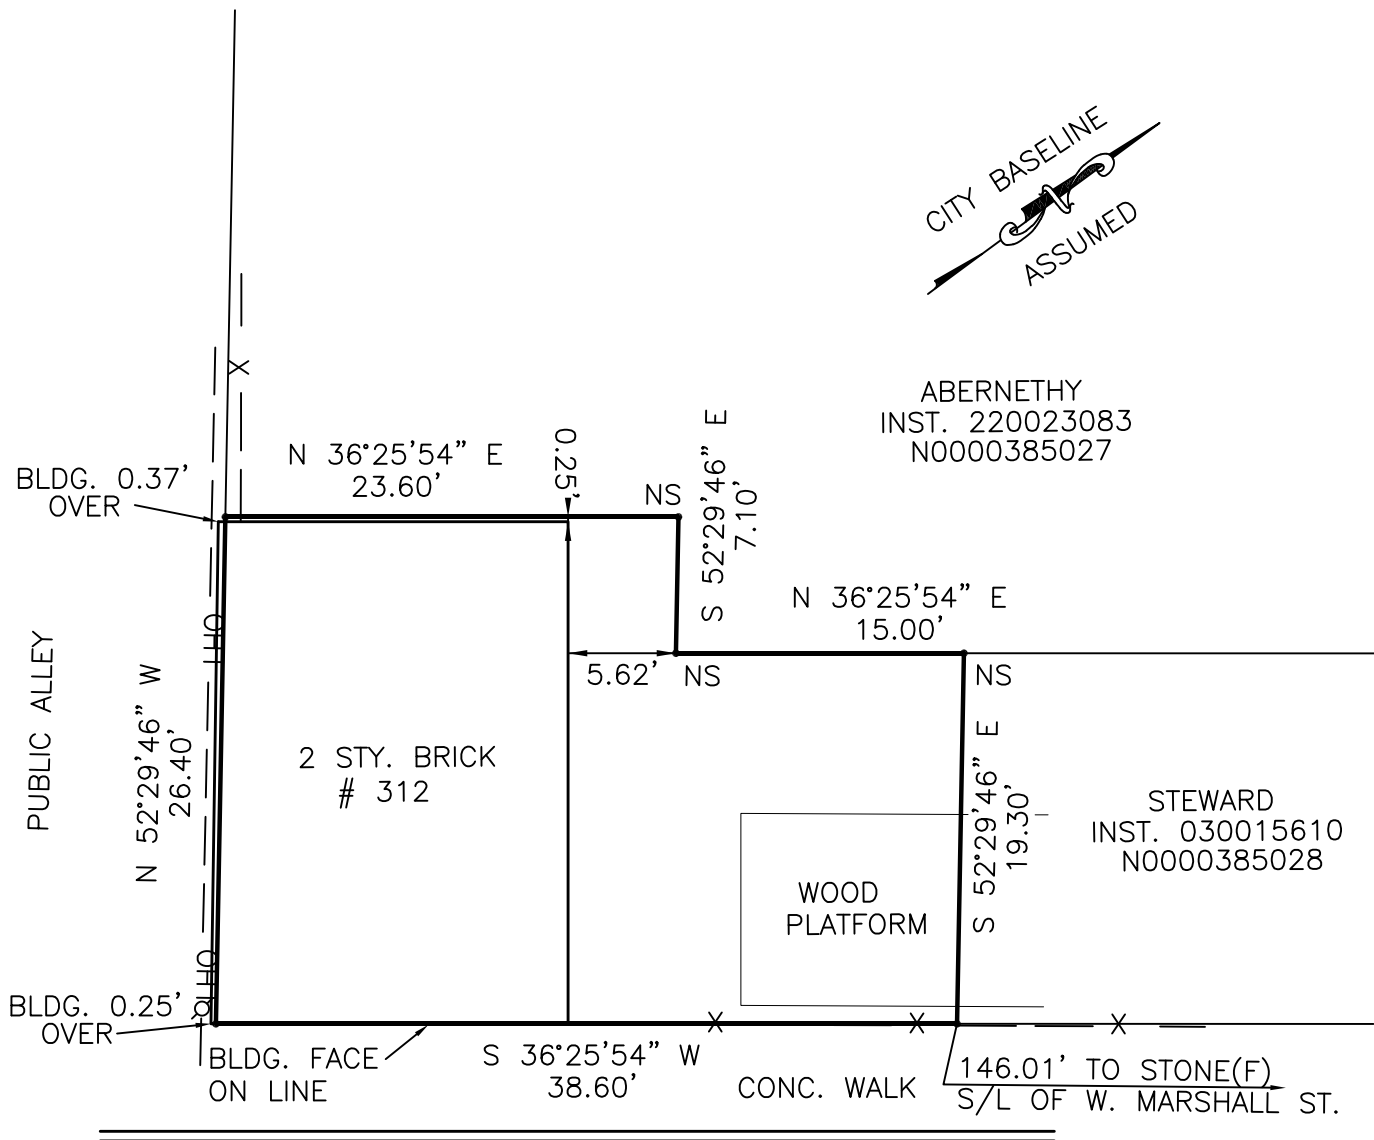 CITY BASELINE
ASSUMED
ABERNETHY
INST. 220023083
N0000385027
X
N 36°25'54" E
23.60'
0.25'
NS
S 52°29'46" E
7.10'
BLDG. 0.37'
OVER
N 36°25'54" E
15.00'
5.62'
NS
NS
OHL
PUBLIC ALLEY
N 52°29'46" W
26.40'
2 STY. BRICK
# 312
S 52°29'46" E
19.30'
STEWARD
INST. 030015610
N0000385028
WOOD
PLATFORM
OHL
BLDG. 0.25'
OVER
X X X
BLDG. FACE
ON LINE
S 36°25'54" W
38.60'
CONC. WALK
146.01' TO STONE(F)
S/L OF W. MARSHALL ST.